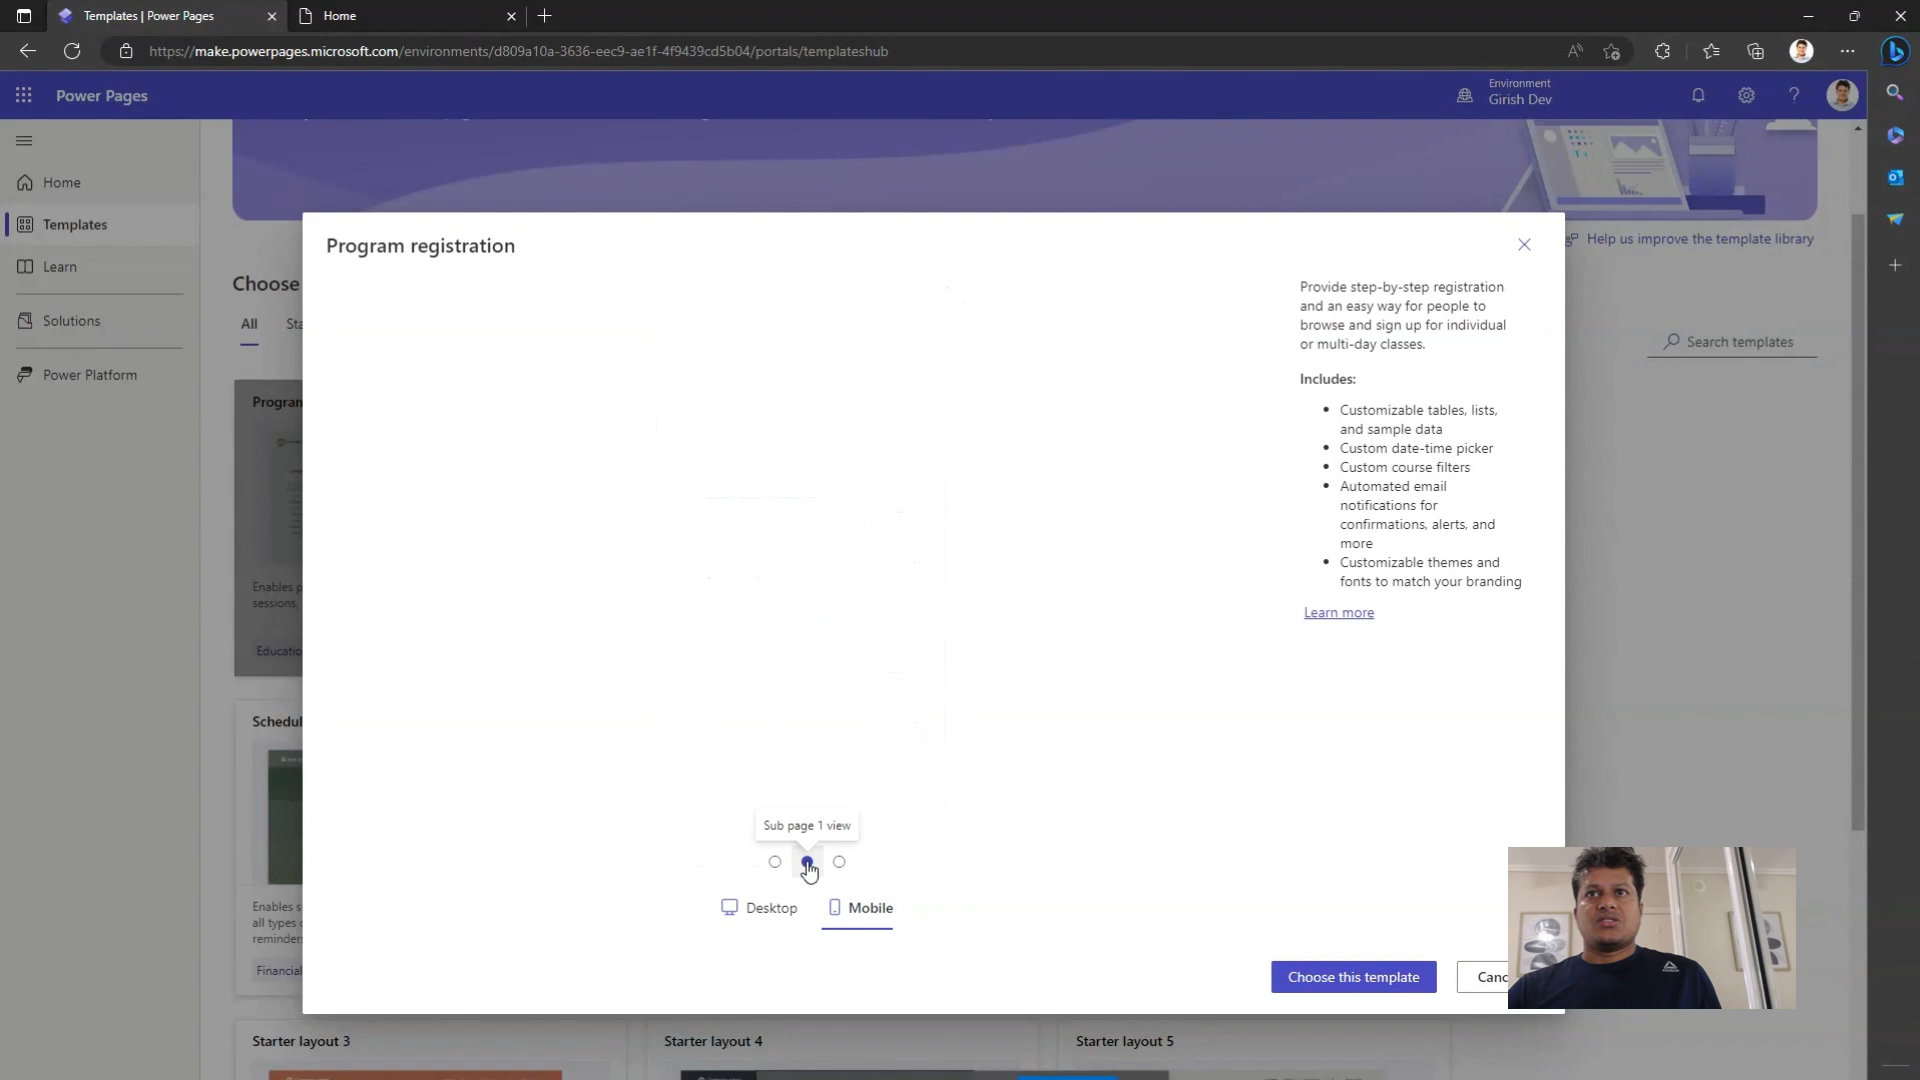 Templates | Power Pages
Home
https://make.powerpages.microsoft.com/environments/d809a10a-3636-eec9-ae1f-4f9439cd5b04/portals/templateshub
Power Pages
Environment
Girish Dev
Home
Templates
Learn
Solutions
Power Platform
Help us improve the template library
Choose
All
Sta
Search templates
Program registration
Provide step-by-step registration
and an easy way for people to
browse and sign up for individual
or multi-day classes.
Includes:
• Customizable tables, lists,
and sample data
• Custom date-time picker
• Custom course filters
• Automated email
notifications for
confirmations, alerts, and
more
• Customizable themes and
fonts to match your branding
Learn more
Program
Enables p
sessions,
Educatio
Schedul
Enables s
all types o
reminders
Financial
Sub page 1 view
Desktop
Mobile
Choose this template
Canc
Starter layout 3
Starter layout 4
Starter layout 5